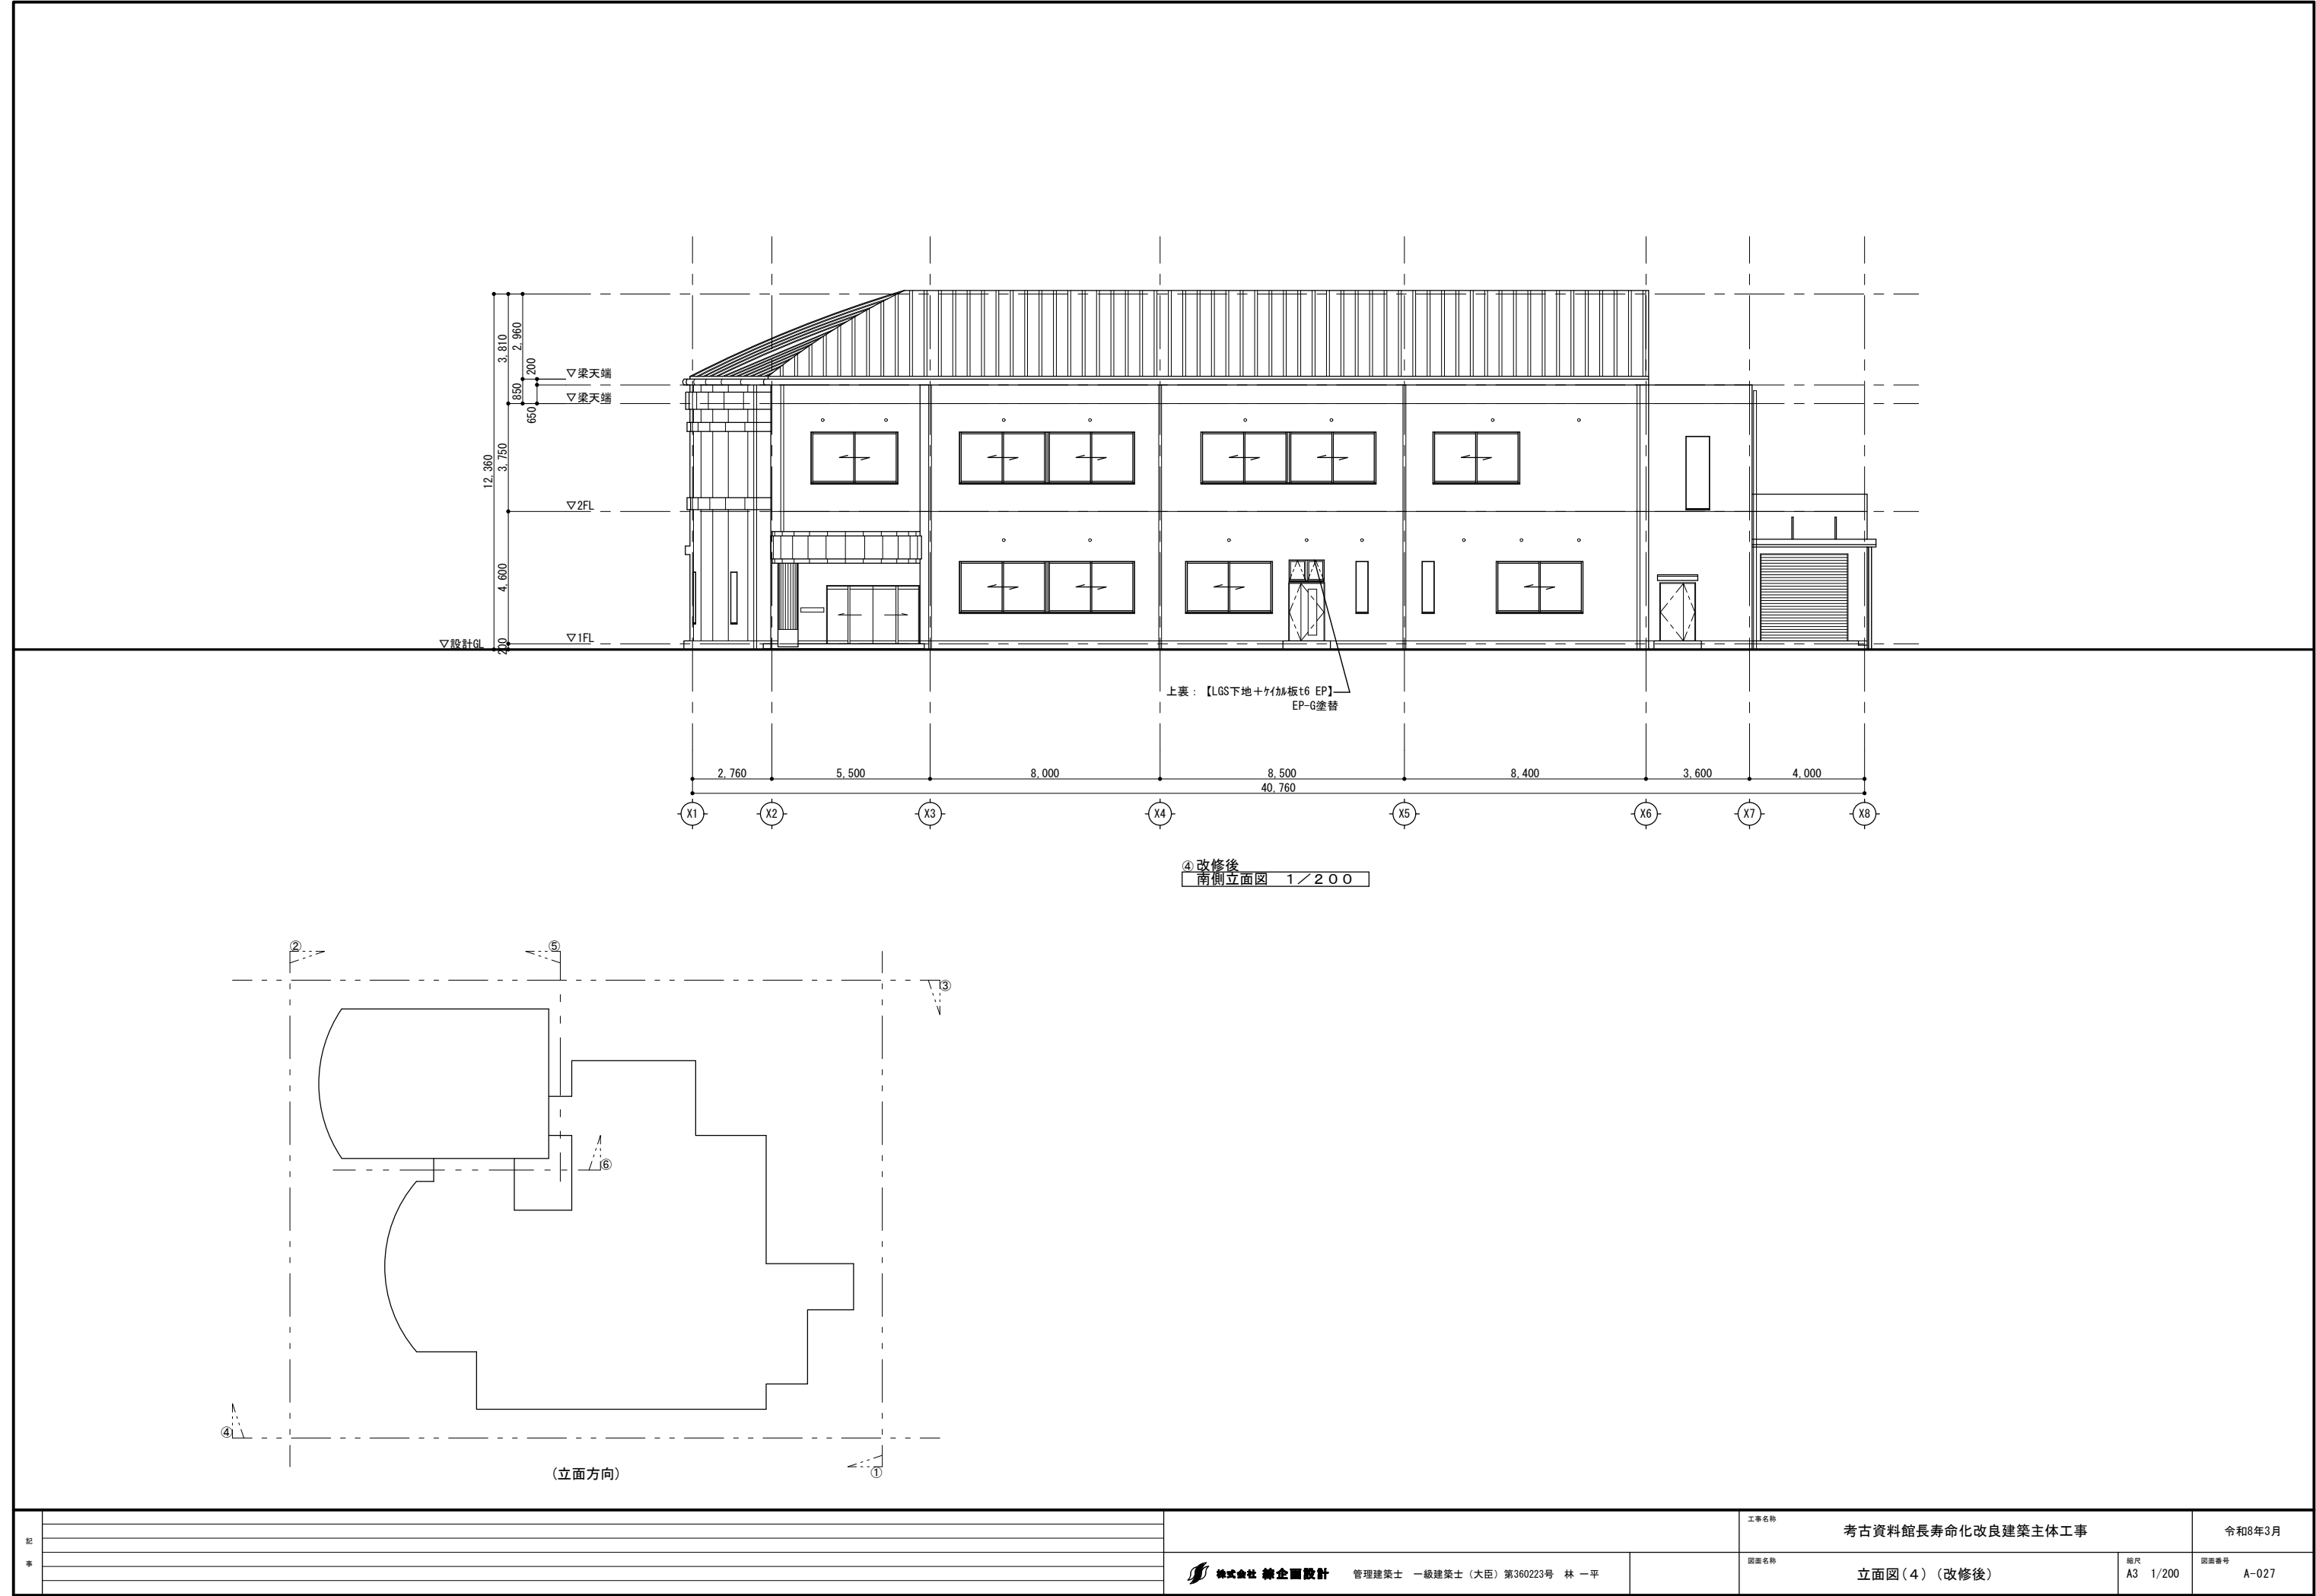 12,360
3,810
2,960
850
200
650
3,750
4,600
200
▽梁天端
▽梁天端
▽2FL
▽1FL
▽設計GL
上裏：【LGS下地＋ｹｲｶﾙ板t6 EP】
EP-G塗替
2,760 5,500 8,000 8,500 8,400 3,600 4,000
40,760
X1 X2 X3 X4 X5 X6 X7 X8
④改修後
南側立面図 １／２００
② ⑤
③
⑥
④
①
(立面方向)
記事
株式会社 綜企画設計 管理建築士 一級建築士（大臣）第360223号 林 一平
工事名称
考古資料館長寿命化改良建築主体工事
令和8年3月
図面名称
立面図(４)（改修後）
縮尺
A3 1/200
図面番号
A-027